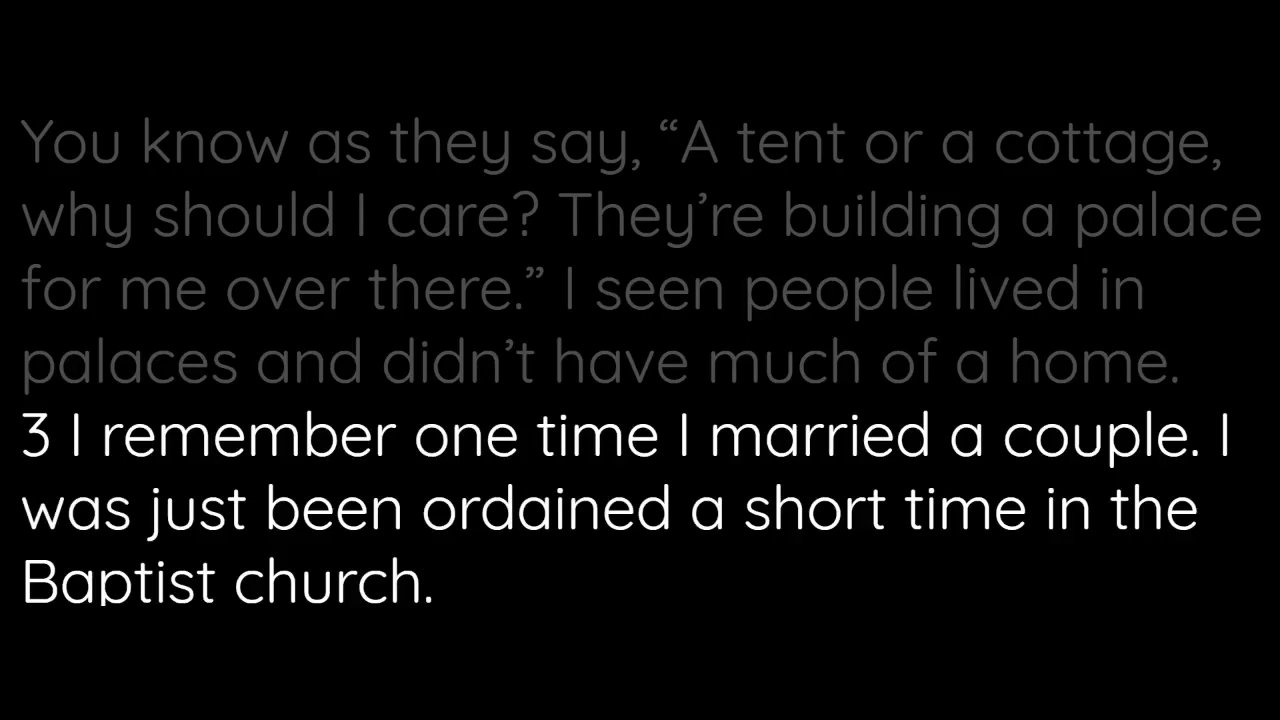 You know as they say, “A tent or a cottage,
why should I care? They’re building a palace
for me over there.” I seen people lived in
palaces and didn’t have much of a home.
3 I remember one time I married a couple. I
was just been ordained a short time in the
Baptist church.